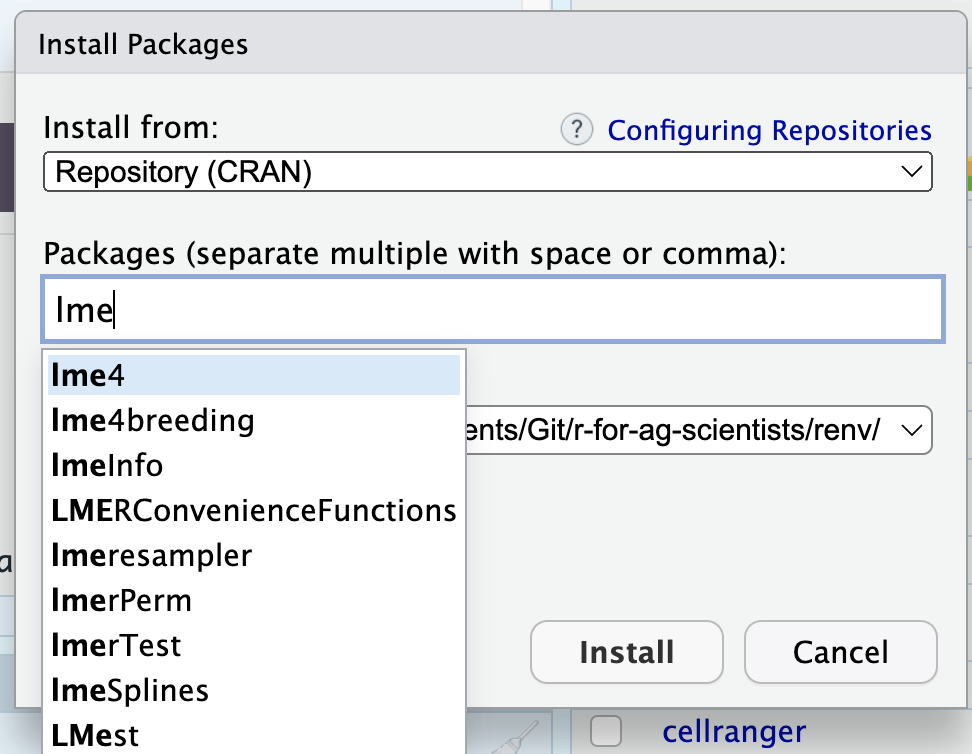 Install Packages
Install from:
? Configuring Repositories
Repository (CRAN)
Packages (separate multiple with space or comma):
lme
lme4
lme4breeding
ents/Git/r-for-ag-scientists/renv/
lmeInfo
LMERConvenienceFunctions
lmeresampler
lmerPerm
lmerTest
Install
Cancel
lmeSplines
LMest
cellranger